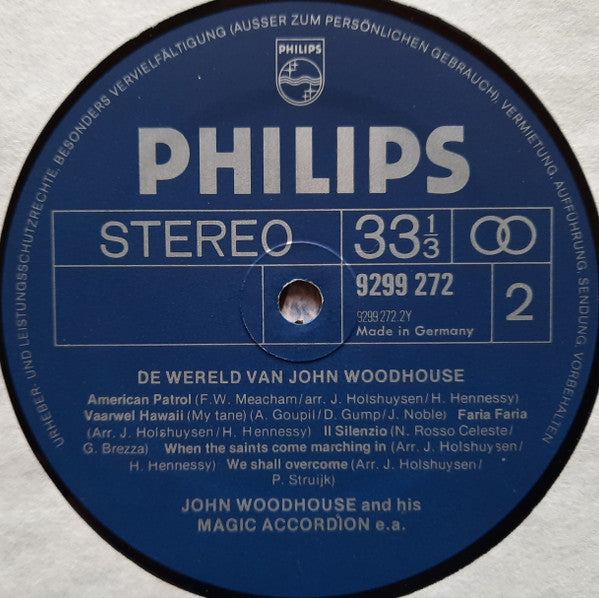 URHEBER- UND LEISTUNGSSCHUTZRECHTE, BESONDERS VERVIELFÄLTIGUNG (AUSSER ZUM PERSÖNLICHEN GEBRAUCH), VERMIETUNG, AUFFÜHRUNG, SENDUNG, VORBEHALTEN
PHILIPS
PHILIPS
STEREO 33 1/3
9299 272
9299 272.2Y
Made in Germany
2
DE WERELD VAN JOHN WOODHOUSE
American Patrol (F.W. Meacham/arr. J. Holshuysen/H. Hennessy)
Vaarwel Hawaii (My tane) (A. Goupil/D. Gump/J. Noble) Faria Faria
(Arr. J. Holshuysen/H. Hennessy) Il Silenzio (N. Rosso Celeste/
G. Brezza) When the saints come marching in (Arr. J. Holshuysen/
H. Hennessy) We shall overcome (Arr. J. Holshuysen/
P. Struijk)
JOHN WOODHOUSE and his
MAGIC ACCORDION e.a.